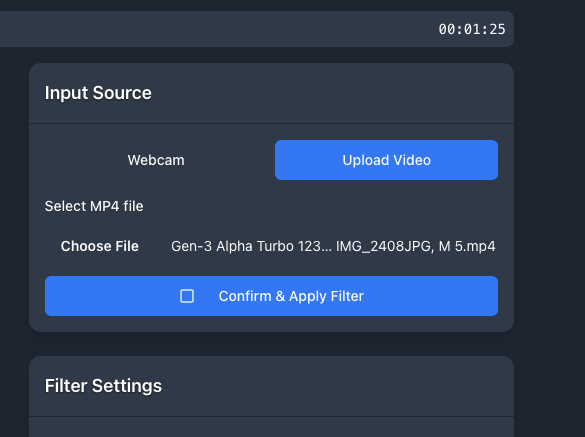 00:01:25
Input Source
Webcam
Upload Video
Select MP4 file
Choose File Gen-3 Alpha Turbo 123... IMG_2408JPG, M 5.mp4
Confirm & Apply Filter
Filter Settings